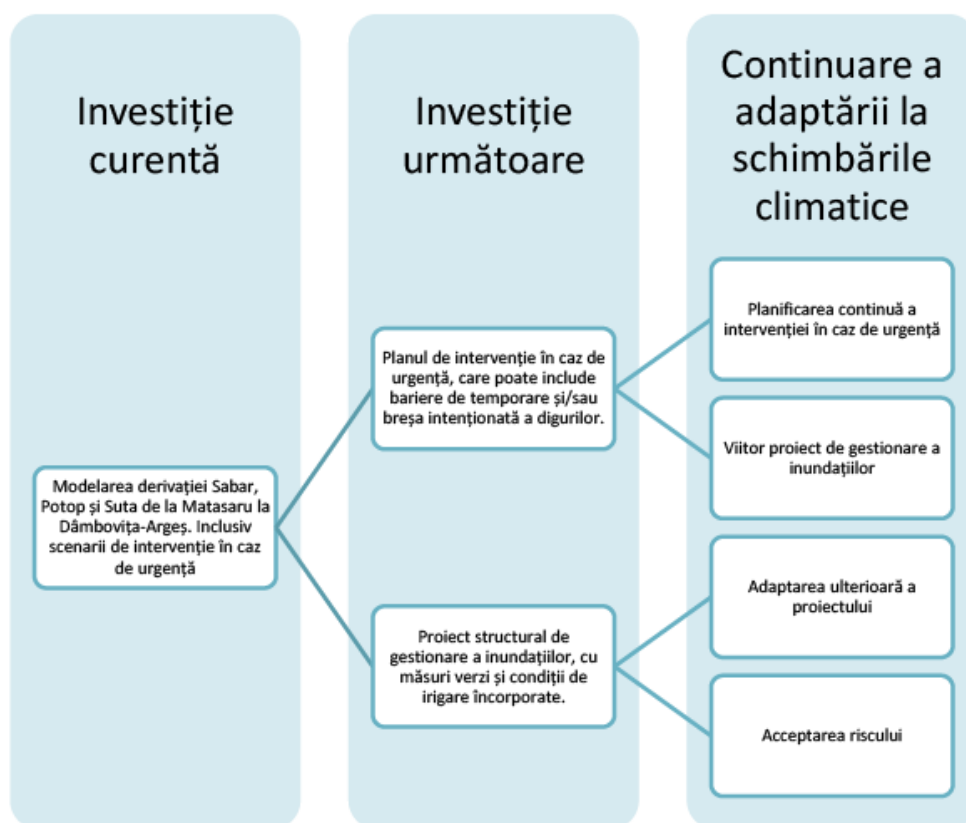 Investiție
curentă
Modelarea derivației Sabar,
Potop și Suta de la Matasaru la
Dâmbovița-Argeș. Inclusiv
scenarii de intervenție în caz
de urgență
Investiție
următoare
Planul de intervenție în caz de
urgență, care poate include
bariere de temporare și/sau
breșa intenționată a digurilor.
Proiect structural de
gestionare a inundațiilor, cu
măsuri verzi și condiții de
irigare încorporate.
Continuare a
adaptării la
schimbările
climatice
Planificarea continuă a
intervenției în caz de urgență
Viitor proiect de gestionare a
inundațiilor
Adaptarea ulterioară a
proiectului
Acceptarea riscului